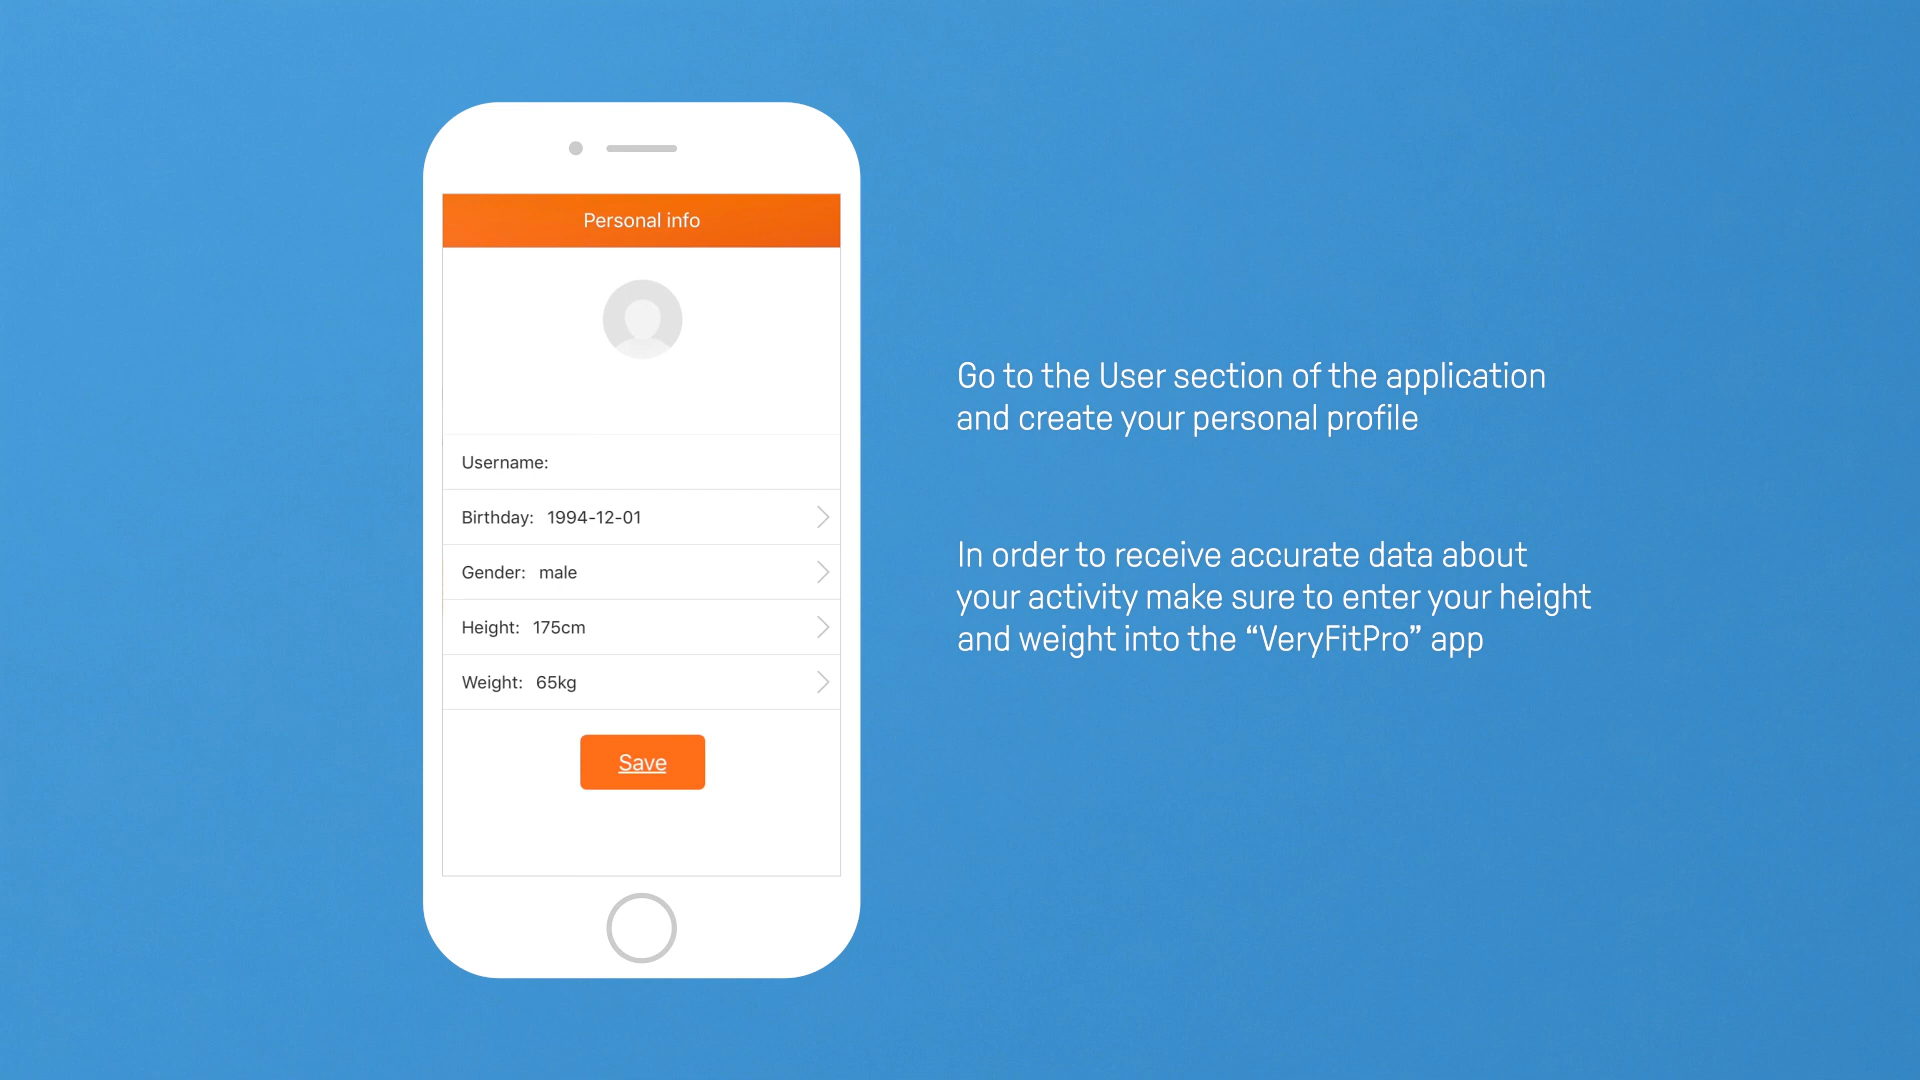 Personal info
Username:
Birthday: 1994-12-01
Gender: male
Height: 175cm
Weight: 65kg
Save
Go to the User section of the application
and create your personal profile
In order to receive accurate data about
your activity make sure to enter your height
and weight into the “VeryFitPro” app